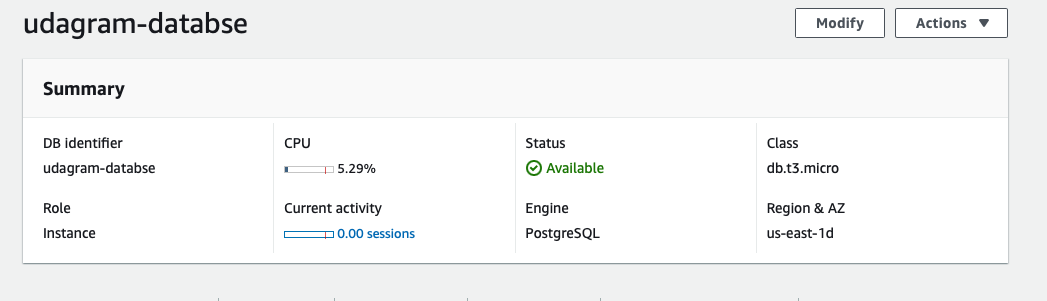 udagram-databse
Modify
Actions
Summary
DB identifier
CPU
Status
Class
udagram-databse
5.29%
Available
db.t3.micro
Role
Current activity
Engine
Region & AZ
Instance
0.00 sessions
PostgreSQL
us-east-1d